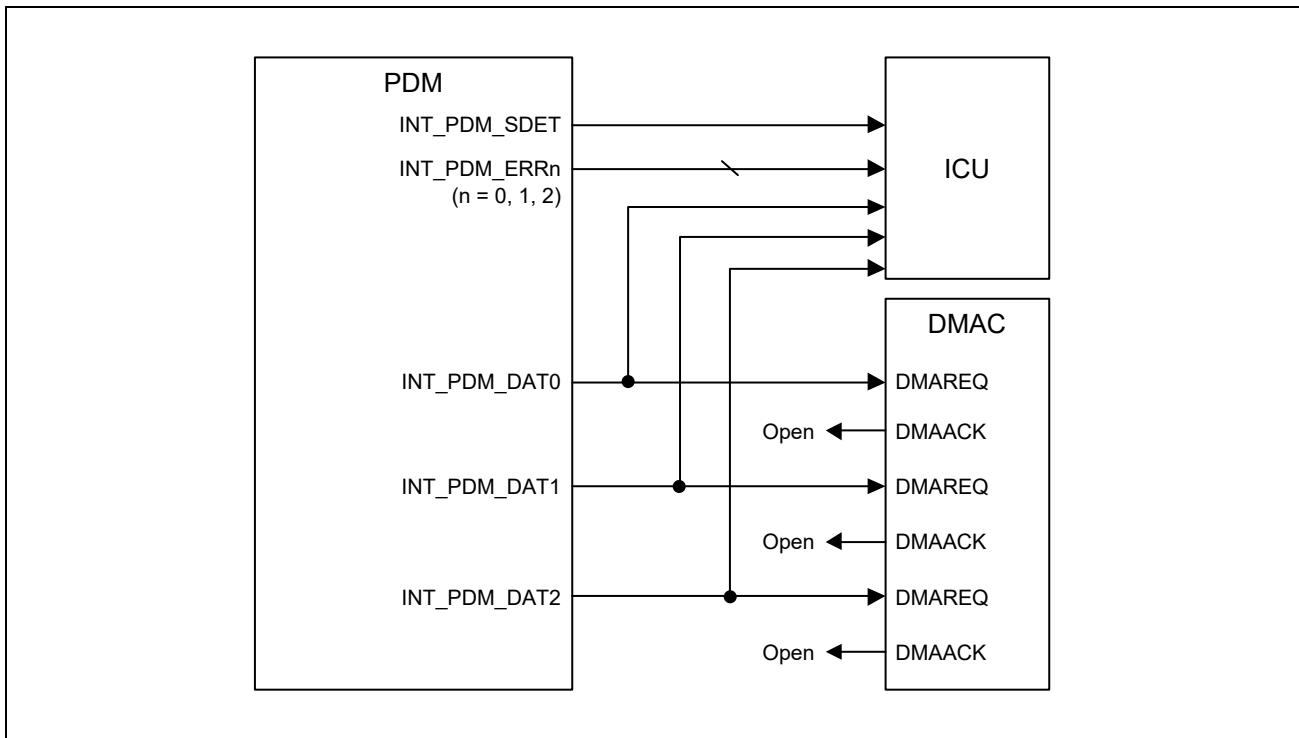 PDM
INT_PDM_SDET
INT_PDM_ERRn
(n = 0, 1, 2)
ICU
DMAC
INT_PDM_DAT0
DMAREQ
Open
DMAACK
INT_PDM_DAT1
DMAREQ
Open
DMAACK
INT_PDM_DAT2
DMAREQ
Open
DMAACK